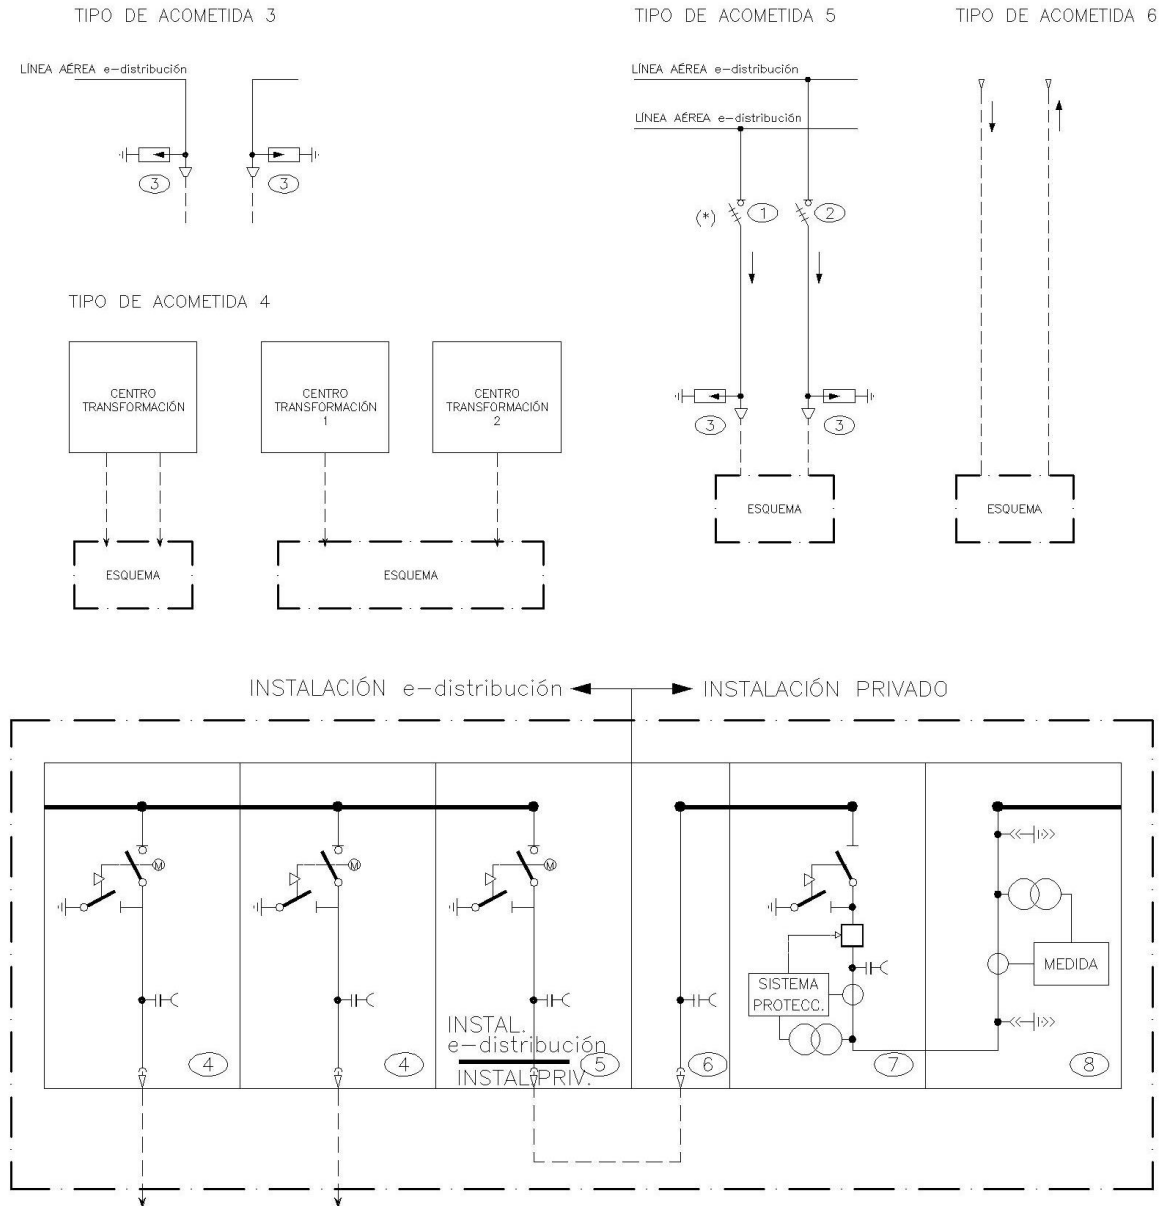 TIPO DE ACOMETIDA 3
LÍNEA AÉREA e-distribución
3
3
TIPO DE ACOMETIDA 4
CENTRO
TRANSFORMACIÓN
CENTRO
TRANSFORMACIÓN
1
CENTRO
TRANSFORMACIÓN
2
ESQUEMA
ESQUEMA
TIPO DE ACOMETIDA 5
LÍNEA AÉREA e-distribución
LÍNEA AÉREA e-distribución
(*)
1
2
3
3
ESQUEMA
TIPO DE ACOMETIDA 6
ESQUEMA
INSTALACIÓN e-distribución
INSTALACIÓN PRIVADO
M
M
M
SISTEMA
PROTECC.
MEDIDA
INSTAL.
e-distribución
INSTAL.PRIV.
4
4
5
6
7
8